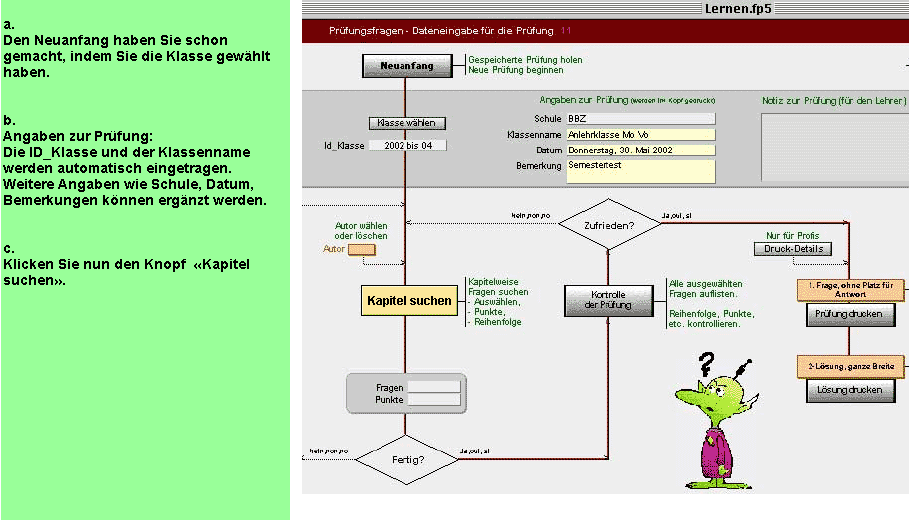 a.
Den Neuanfang haben Sie schon
gemacht, indem Sie die Klasse gewählt
haben.
b.
Angaben zur Prüfung:
Die ID_Klasse und der Klassenname
werden automatisch eingetragen.
Weitere Angaben wie Schule, Datum,
Bemerkungen können ergänzt werden.
c.
Klicken Sie nun den Knopf «Kapitel
suchen».
Lernen.fp5
Prüfungsfragen - Dateneingabe für die Prüfung 11
Neuanfang
Gespeicherte Prüfung holen
Neue Prüfung beginnen
Klasse wählen
Id_Klasse 2002 bis 04
Angaben zur Prüfung (werden im Kopf gedruckt)
Schule BBZ
Klassenname Anlehrklasse Mo Vo
Datum Donnerstag, 30. Mai 2002
Bemerkung Semestertest
Notiz zur Prüfung (für den Lehrer)
Autor wählen
oder löschen
Autor
nein,non,no
Zufrieden?
Ja,oui, si
Nur für Profis
Druck-Details
Kapitel suchen
Kapitelweise
Fragen suchen
- Auswählen,
- Punkte,
- Reihenfolge
Kontrolle
der Prüfung
Alle ausgewählten
Fragen auflisten.
Reihenfolge, Punkte,
etc. kontrollieren.
1. Frage, ohne Platz für
Antwort
Prüfung drucken
2-Lösung, ganze Breite
Lösung drucken
Fragen
Punkte
nein,non,no
Fertig?
Ja,oui, si
?